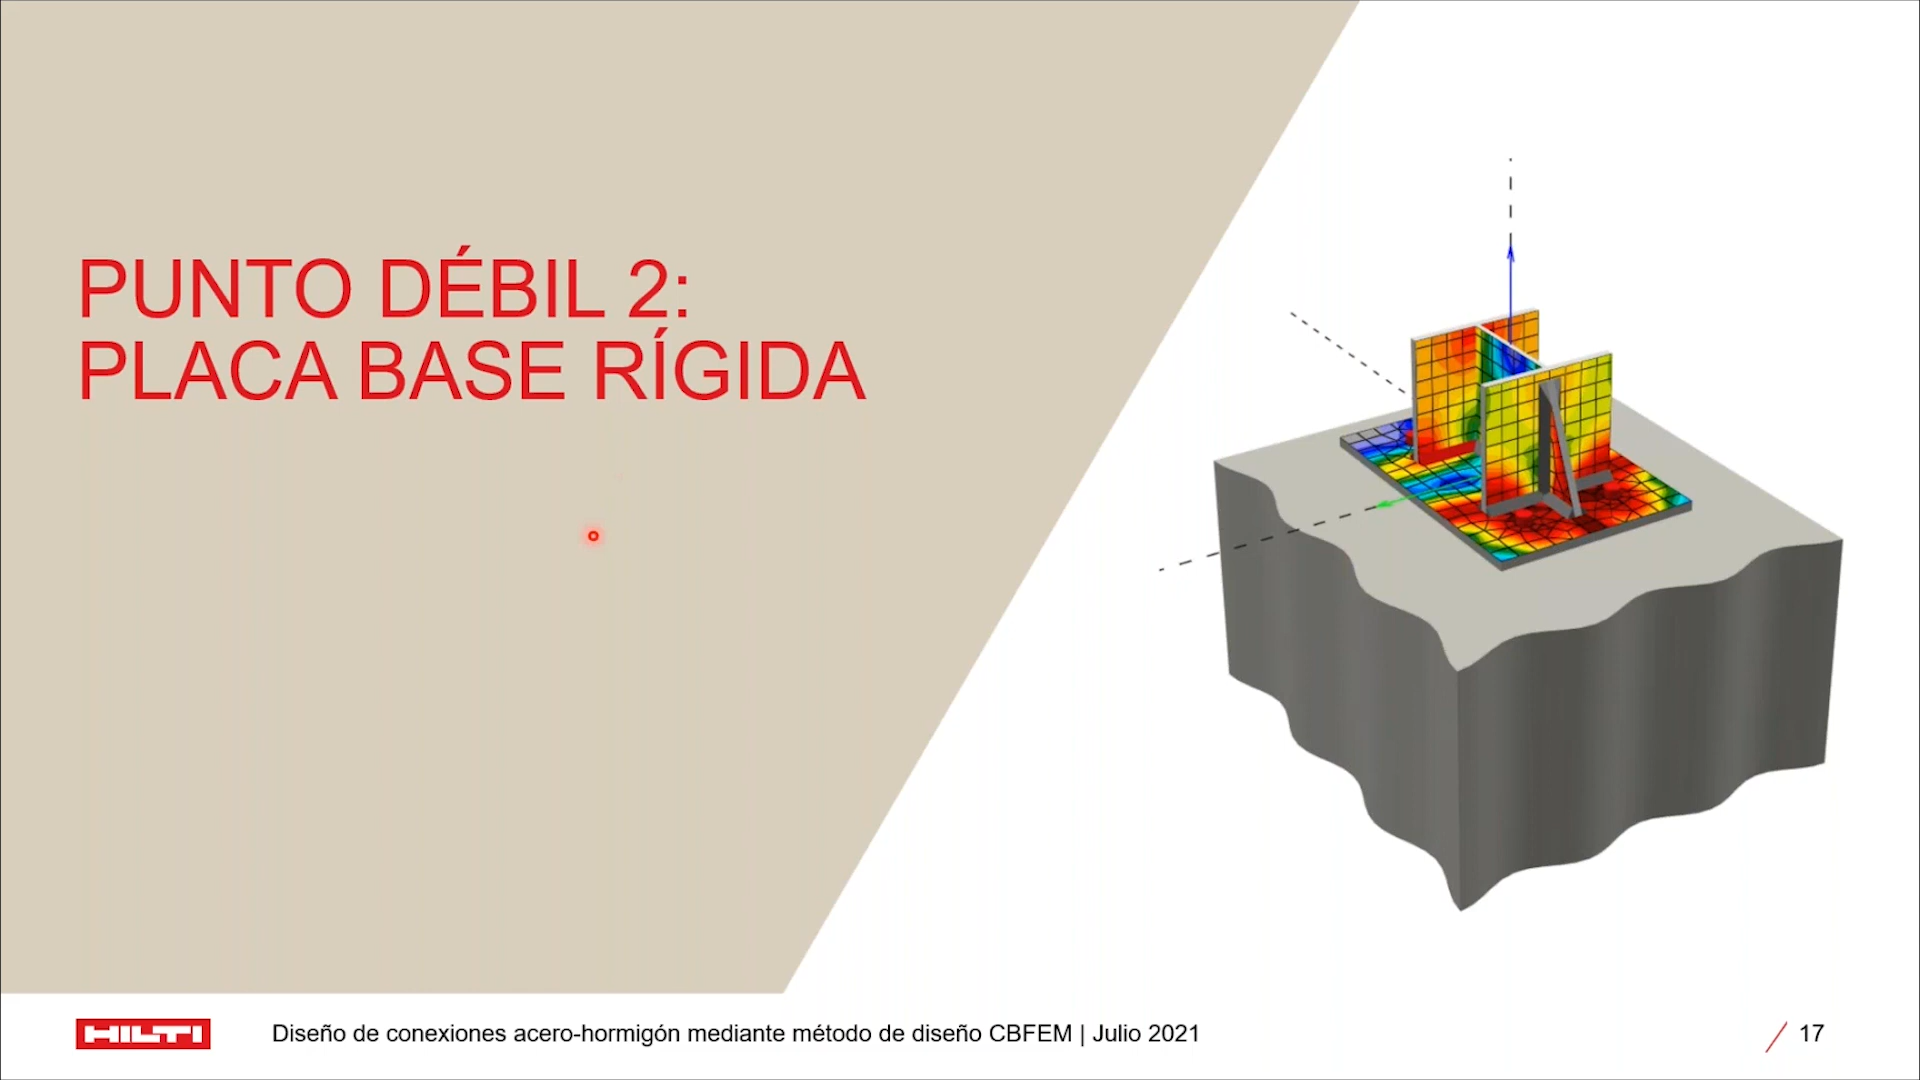 PUNTO DÉBIL 2:
PLACA BASE RÍGIDA
HILTI
Diseño de conexiones acero-hormigón mediante método de diseño CBFEM | Julio 2021
17